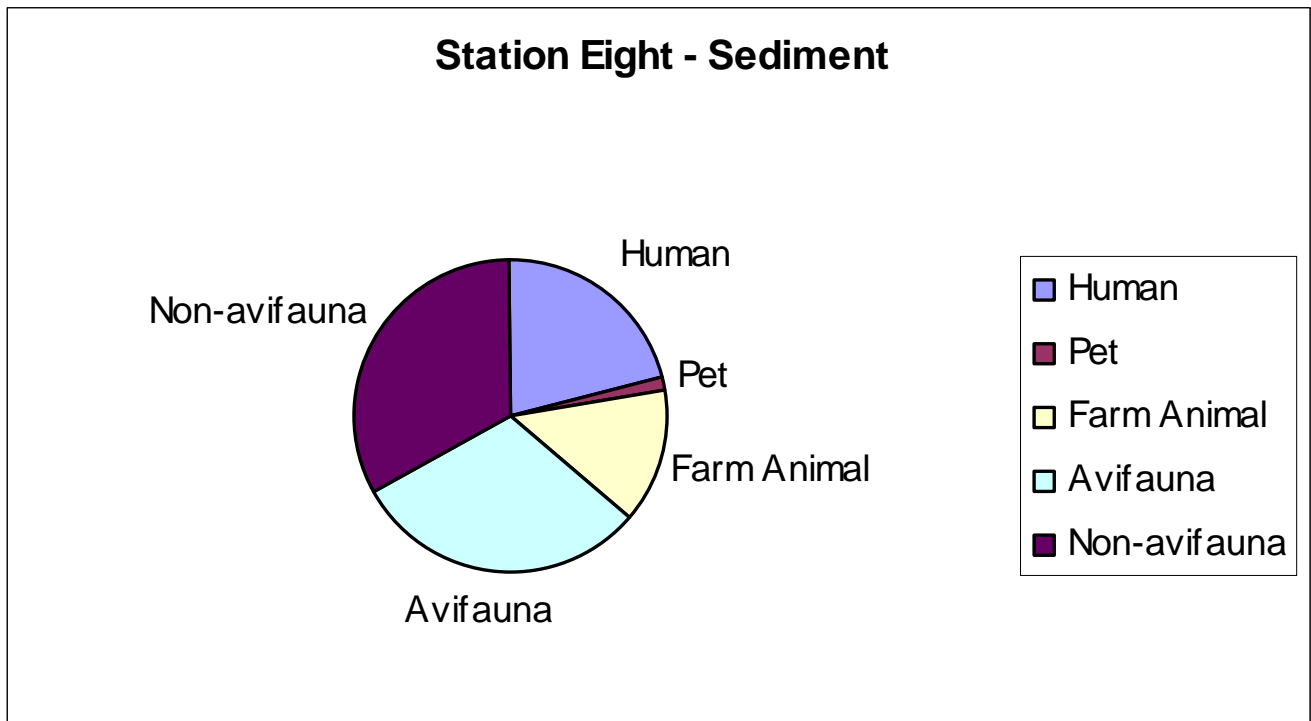 Station Eight - Sediment
Human
Non-avifauna
Pet
Farm Animal
Avifauna
Human
Pet
Farm Animal
Avifauna
Non-avifauna